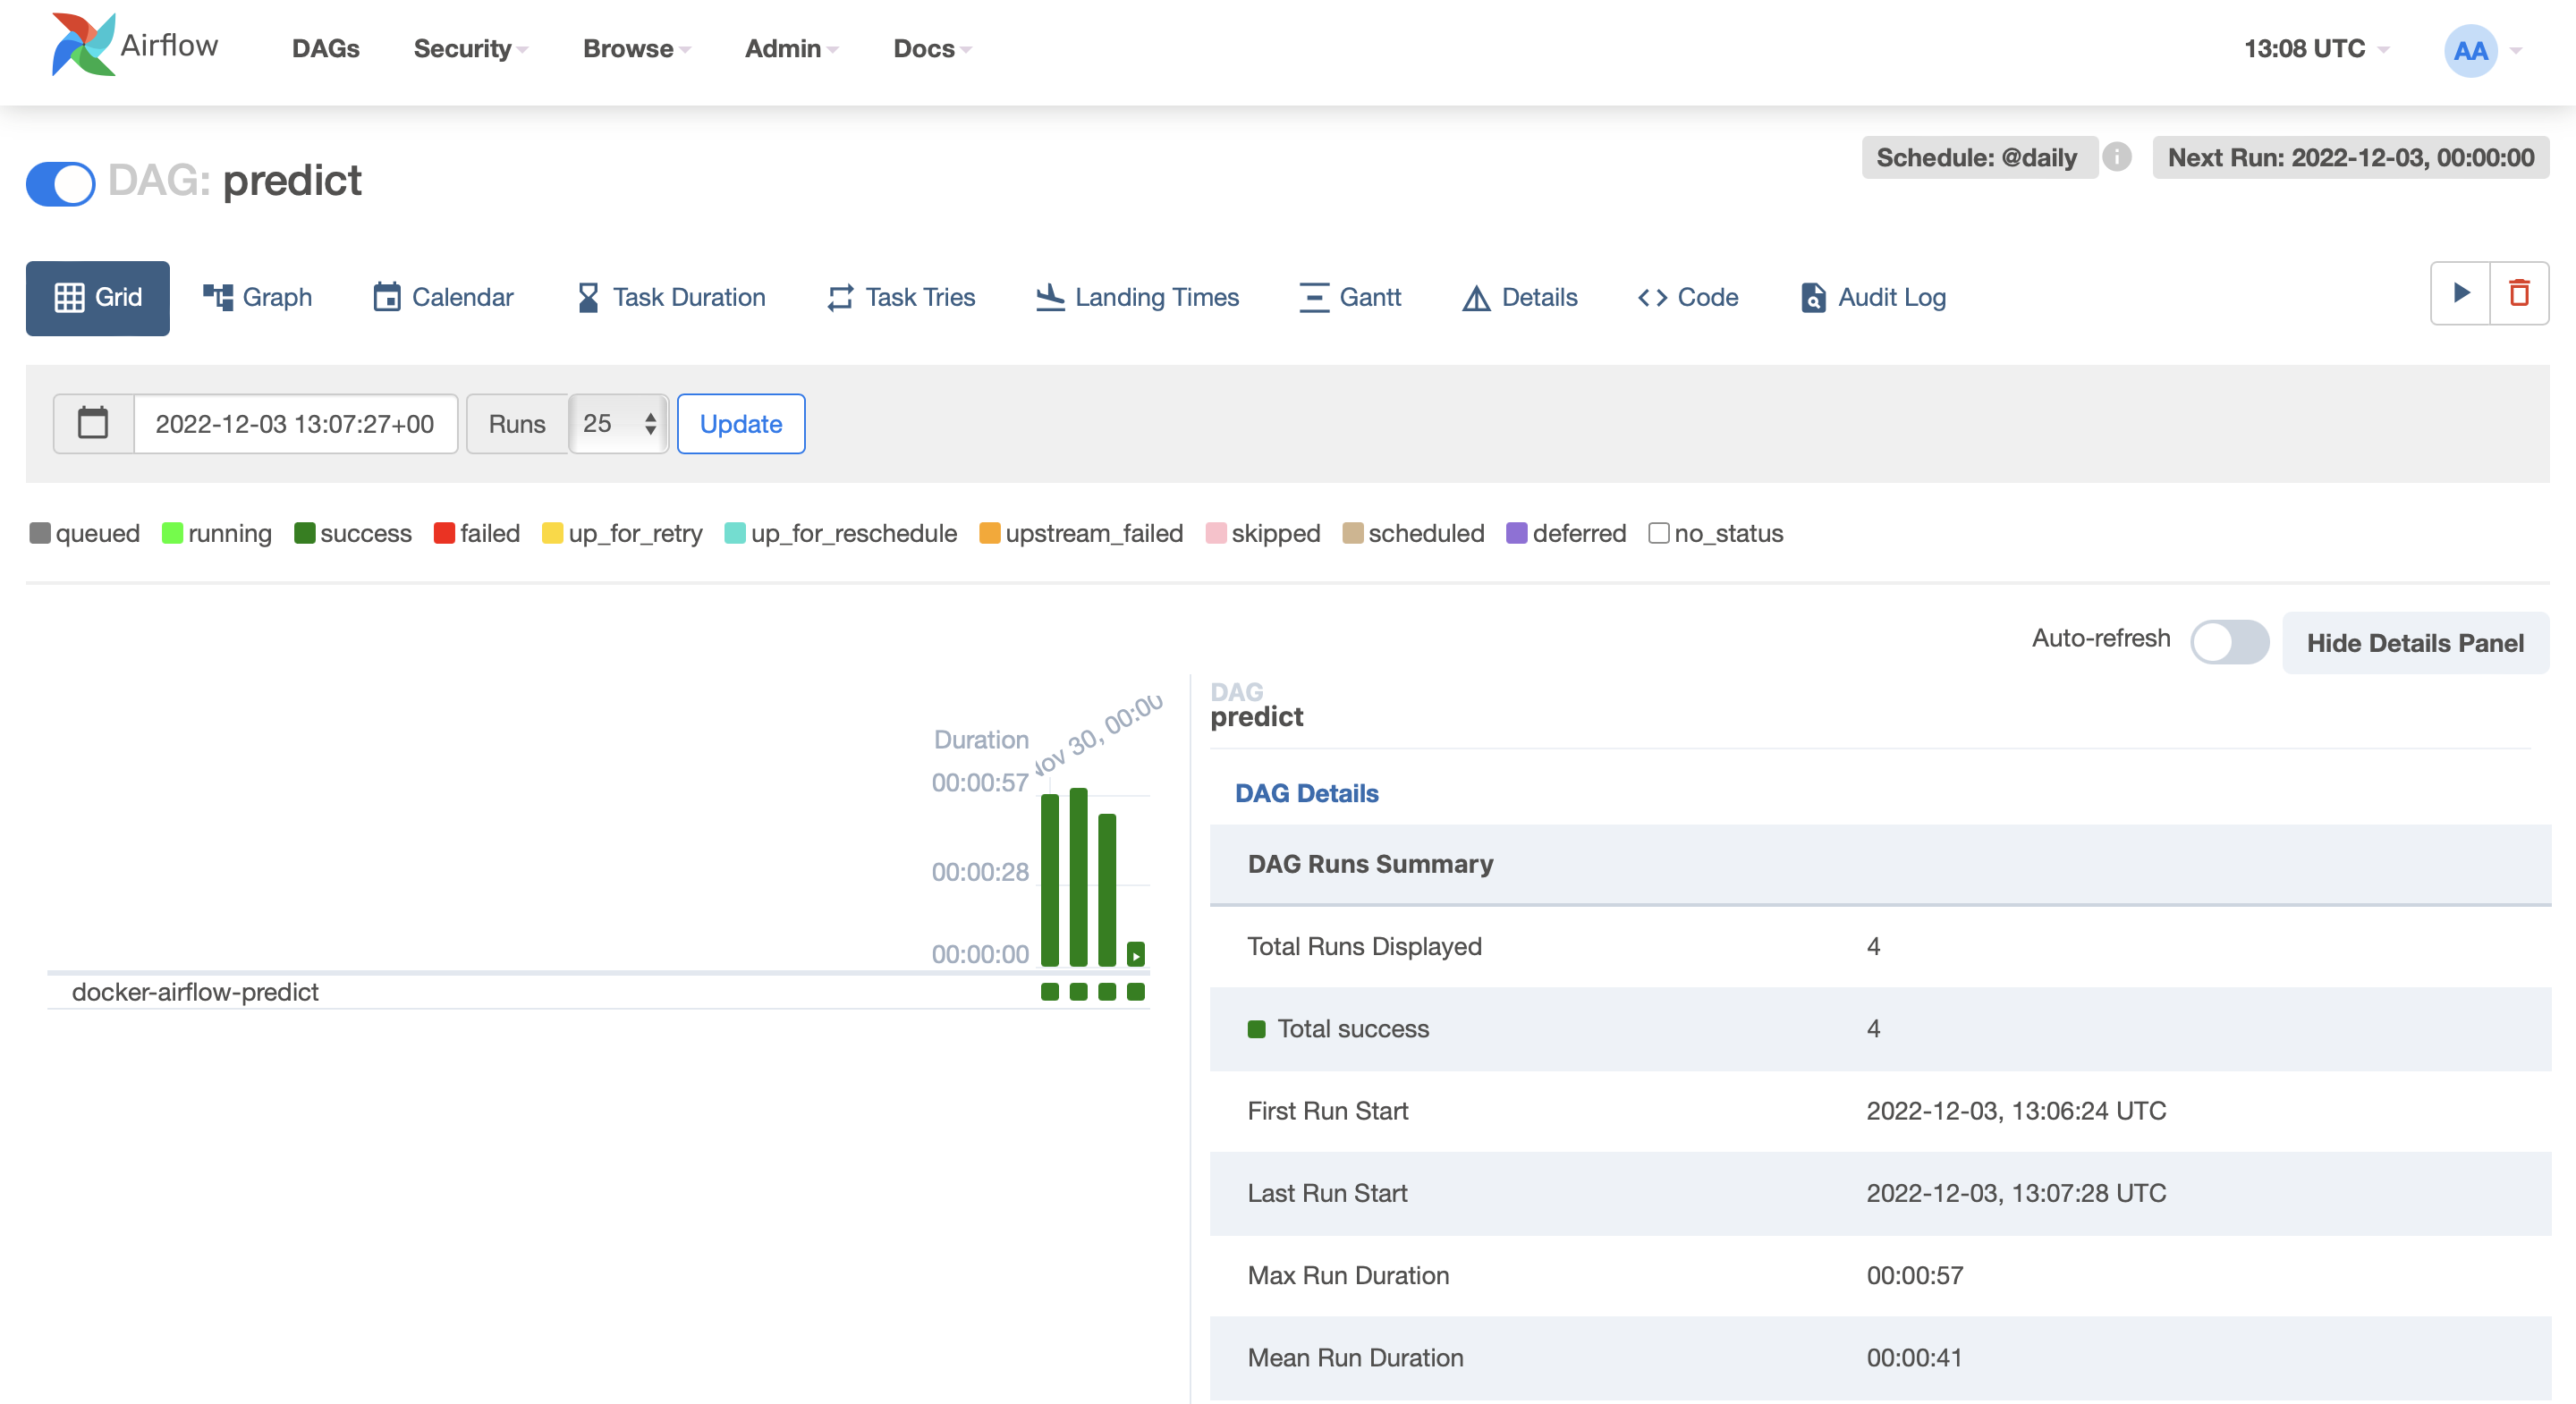 Airflow DAGs Security Browse Admin Docs 13:08 UTC AA
Schedule: @daily i Next Run: 2022-12-03, 00:00:00
DAG: predict
Grid Graph Calendar Task Duration Task Tries Landing Times Gantt Details Code Audit Log
2022-12-03 13:07:27+00 Runs 25 Update
queued running success failed up_for_retry up_for_reschedule upstream_failed skipped scheduled deferred no_status
Auto-refresh Hide Details Panel
Nov 30, 00:00
Duration
00:00:57
00:00:28
00:00:00
docker-airflow-predict
DAG
predict
DAG Details
DAG Runs Summary
Total Runs Displayed 4
Total success 4
First Run Start 2022-12-03, 13:06:24 UTC
Last Run Start 2022-12-03, 13:07:28 UTC
Max Run Duration 00:00:57
Mean Run Duration 00:00:41